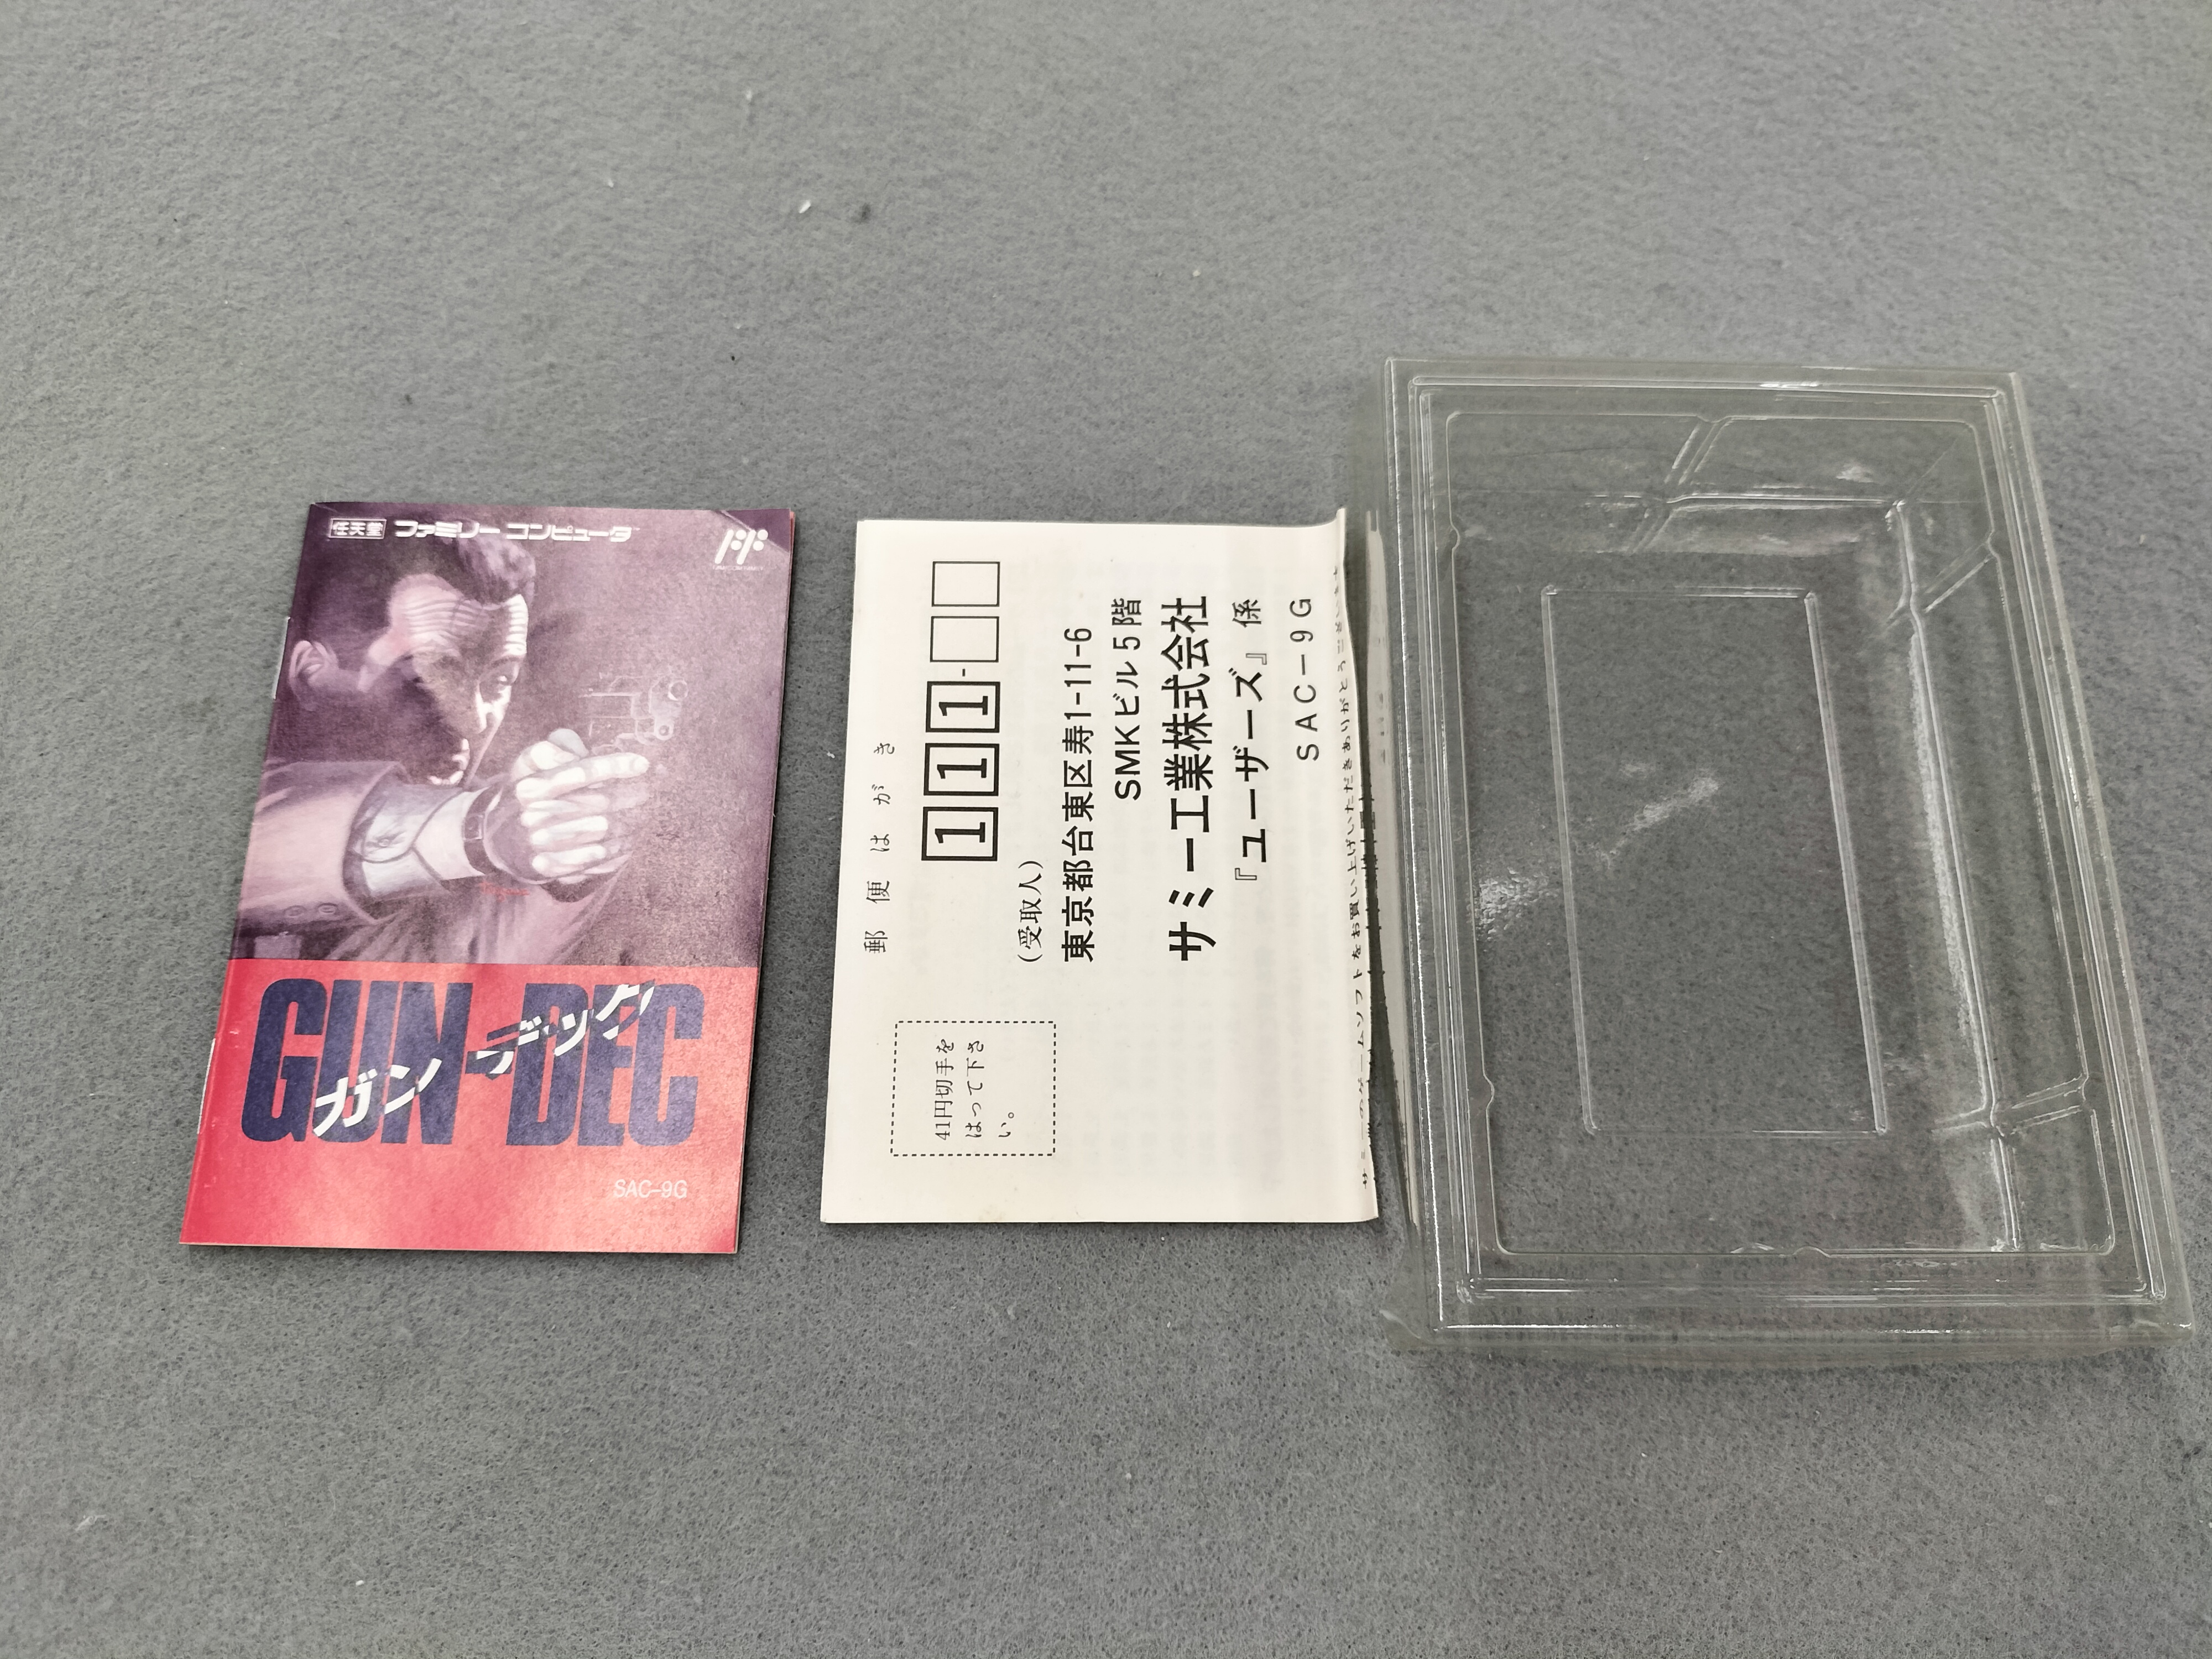 任天堂 ファミリー コンピュータ™
GUN-DEC
ガン・デック
SAC-9G
郵便はがき
111-
(受取人)
東京都台東区寿1-11-6
SMKビル5階
サミー工業株式会社
『ユーザーズ』係
SAC-9G
41円切手を
はって下さ
い。